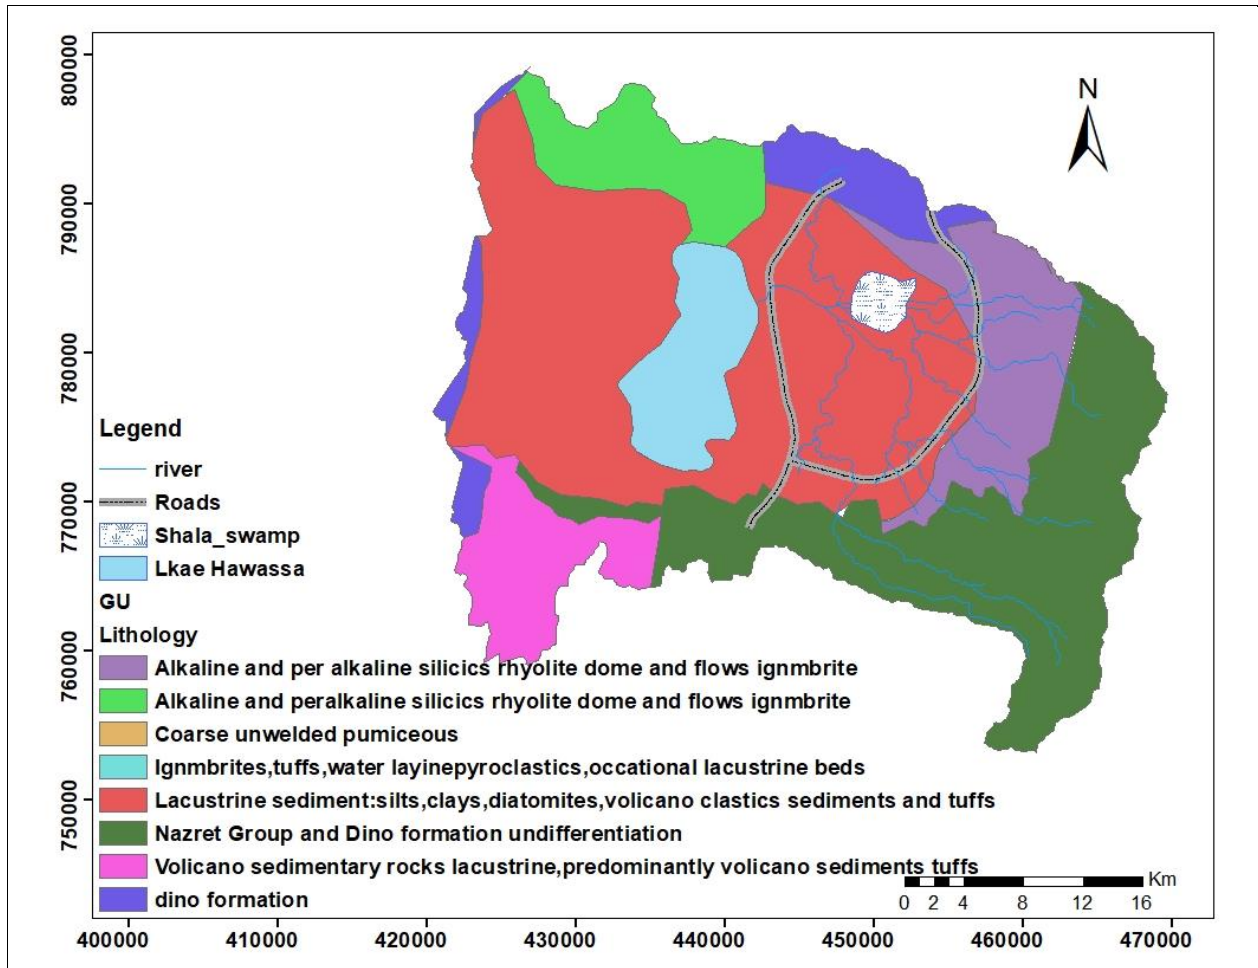 N
800000
790000
780000
770000
760000
750000
Legend
river
Roads
Shala_swamp
Lkae Hawassa
GU
Lithology
Alkaline and per alkaline silicics rhyolite dome and flows ignmbrite
Alkaline and peralkaline silicics rhyolite dome and flows ignmbrite
Coarse unwelded pumiceous
Ignmbrites,tuffs,water layinepyroclastics,occational lacustrine beds
Lacustrine sediment:silts,clays,diatomites,volcano clastics sediments and tuffs
Nazret Group and Dino formation undifferentiation
Volicano sedimentary rocks lacustrine,predominantly volcano sediments tuffs
dino formation
Km
0 2 4 8 12 16
400000 410000 420000 430000 440000 450000 460000 470000